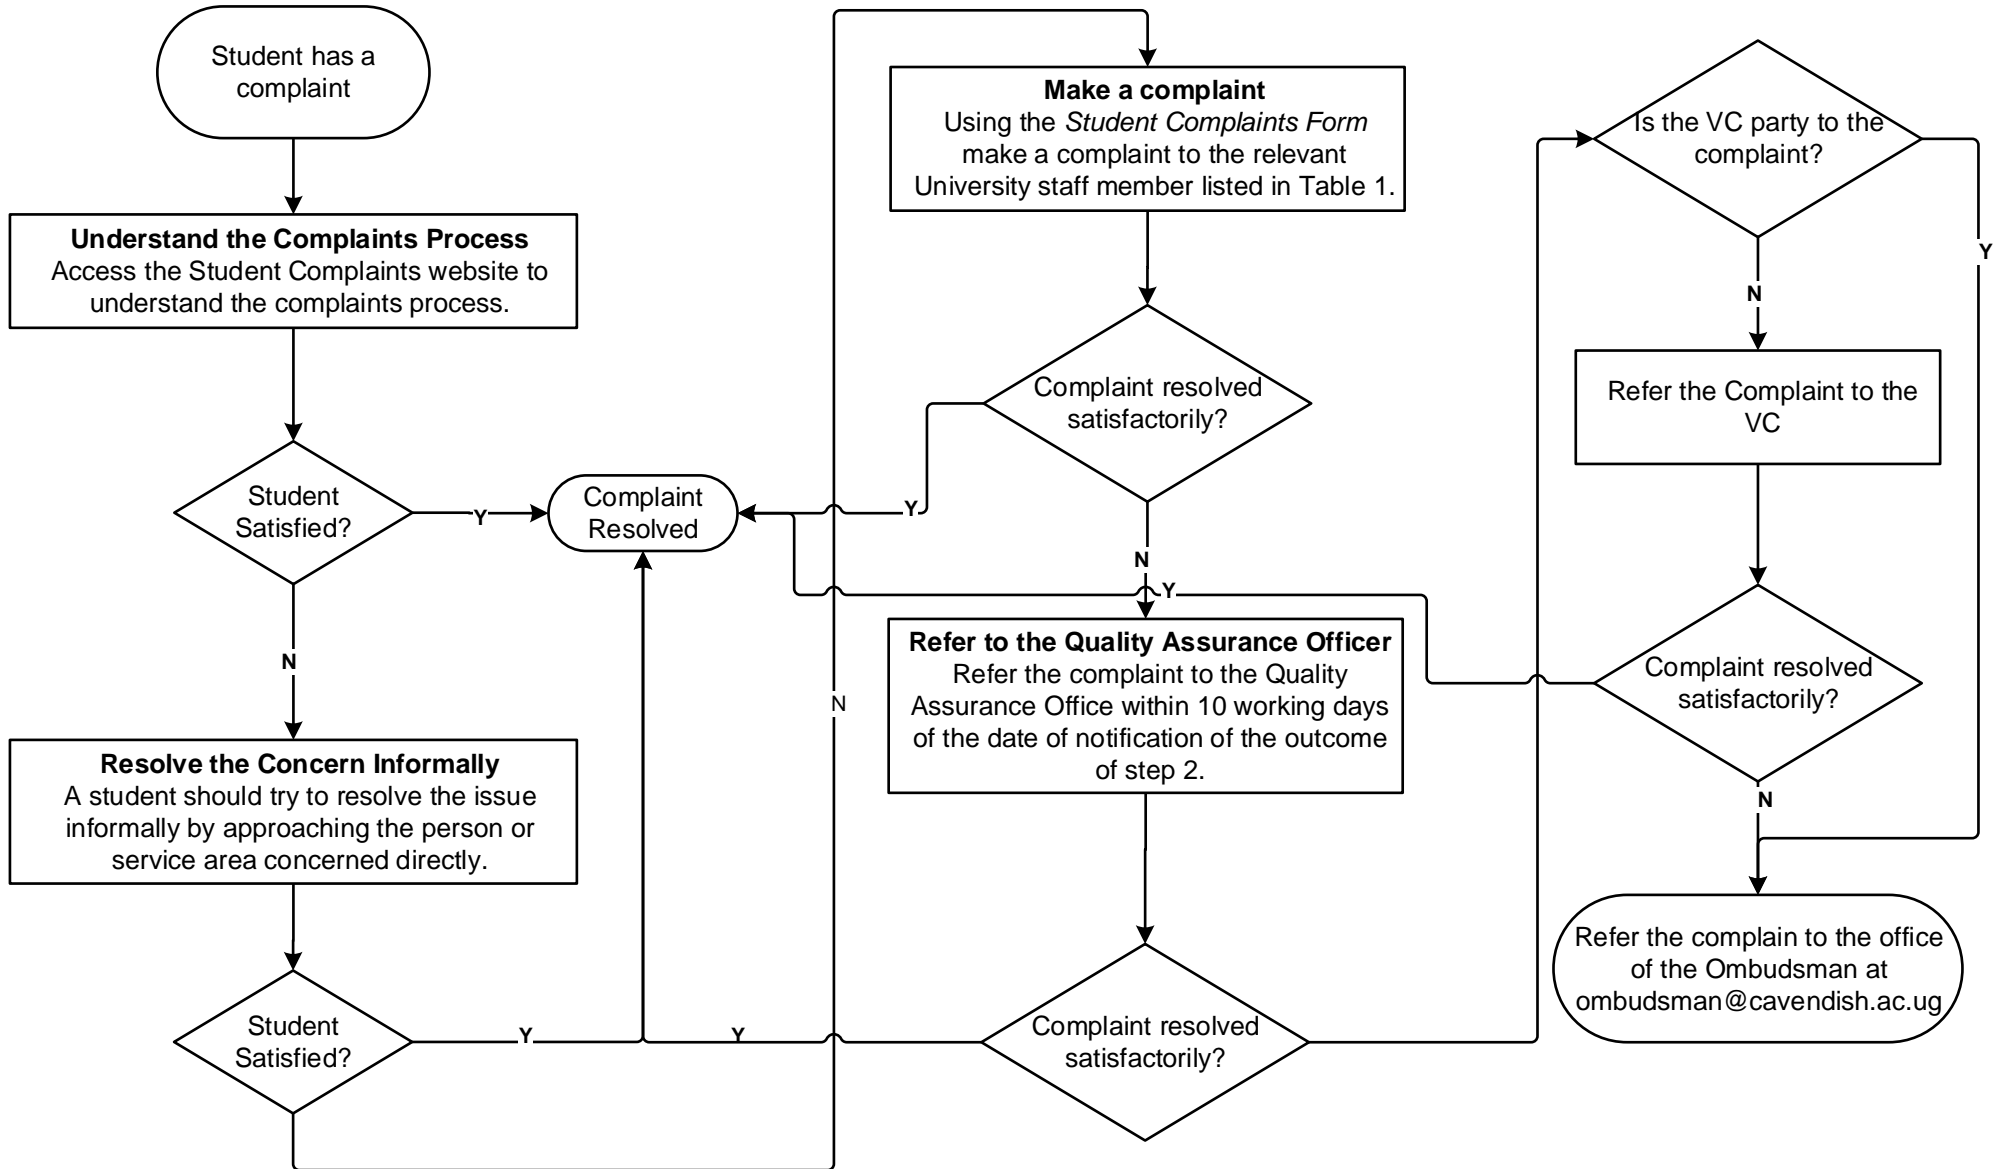 Student has a
complaint
Understand the Complaints Process
Access the Student Complaints website to
understand the complaints process.
Student
Satisfied?
Y
N
Resolve the Concern Informally
A student should try to resolve the issue
informally by approaching the person or
service area concerned directly.
Student
Satisfied?
Y
N
Complaint
Resolved
Make a complaint
Using the Student Complaints Form
make a complaint to the relevant
University staff member listed in Table 1.
Complaint resolved
satisfactorily?
Y
N
Y
Refer to the Quality Assurance Officer
Refer the complaint to the Quality
Assurance Office within 10 working days
of the date of notification of the outcome
of step 2.
Complaint resolved
satisfactorily?
Y
Is the VC party to the
complaint?
Y
N
Refer the Complaint to the
VC
Complaint resolved
satisfactorily?
N
Refer the complain to the office
of the Ombudsman at
ombudsman@cavendish.ac.ug